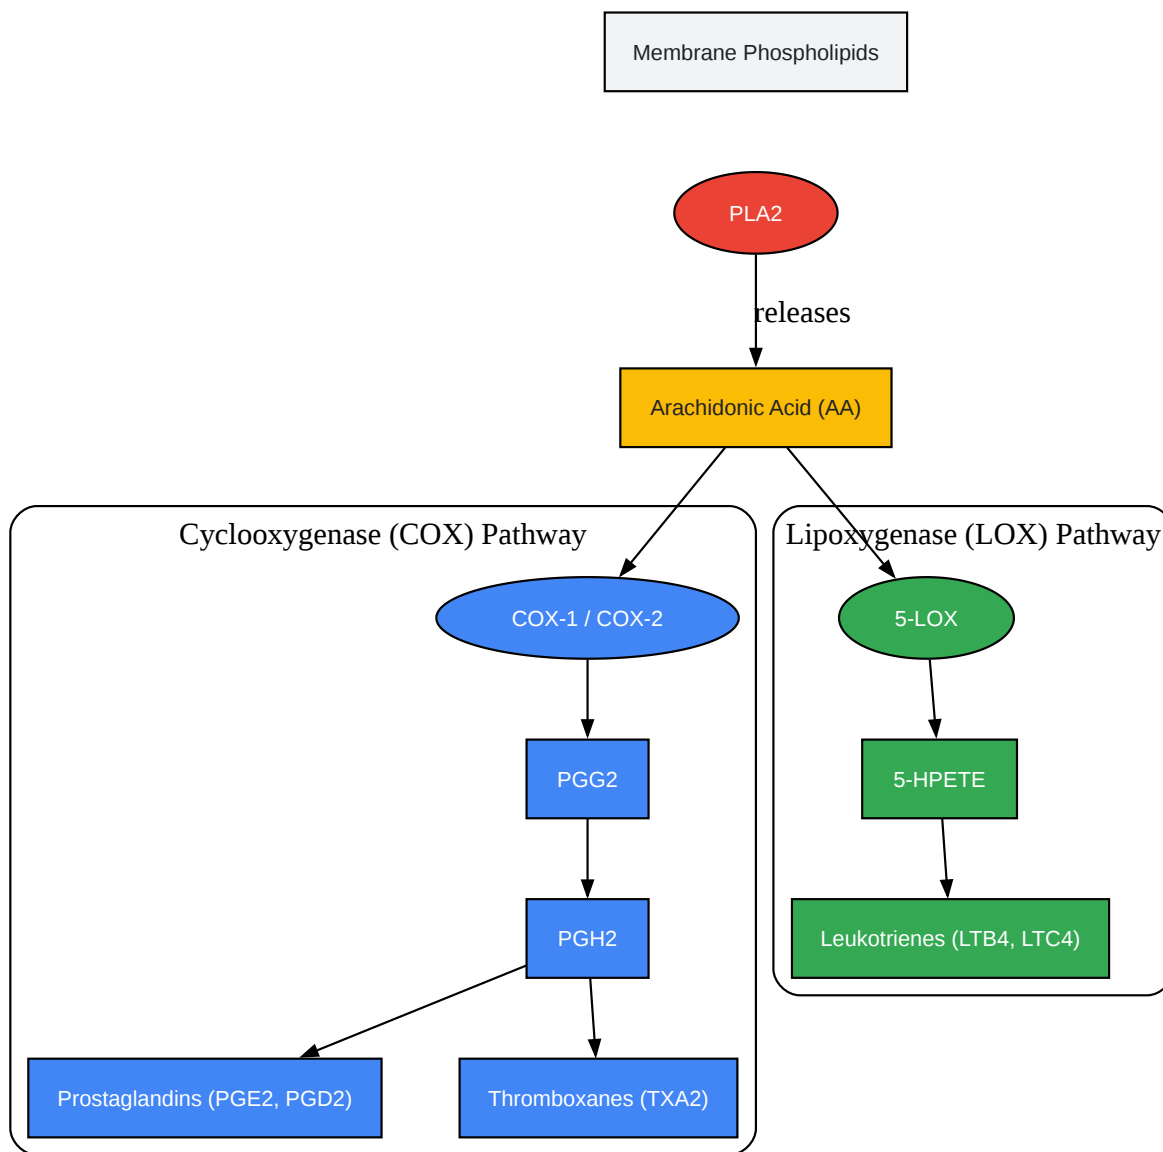 Membrane Phospholipids
PLA2
releases
Arachidonic Acid (AA)
Cyclooxygenase (COX) Pathway
Lipoxygenase (LOX) Pathway
COX-1 / COX-2
5-LOX
PGG2
5-HPETE
PGH2
Leukotrienes (LTB4, LTC4)
Prostaglandins (PGE2, PGD2)
Thromboxanes (TXA2)